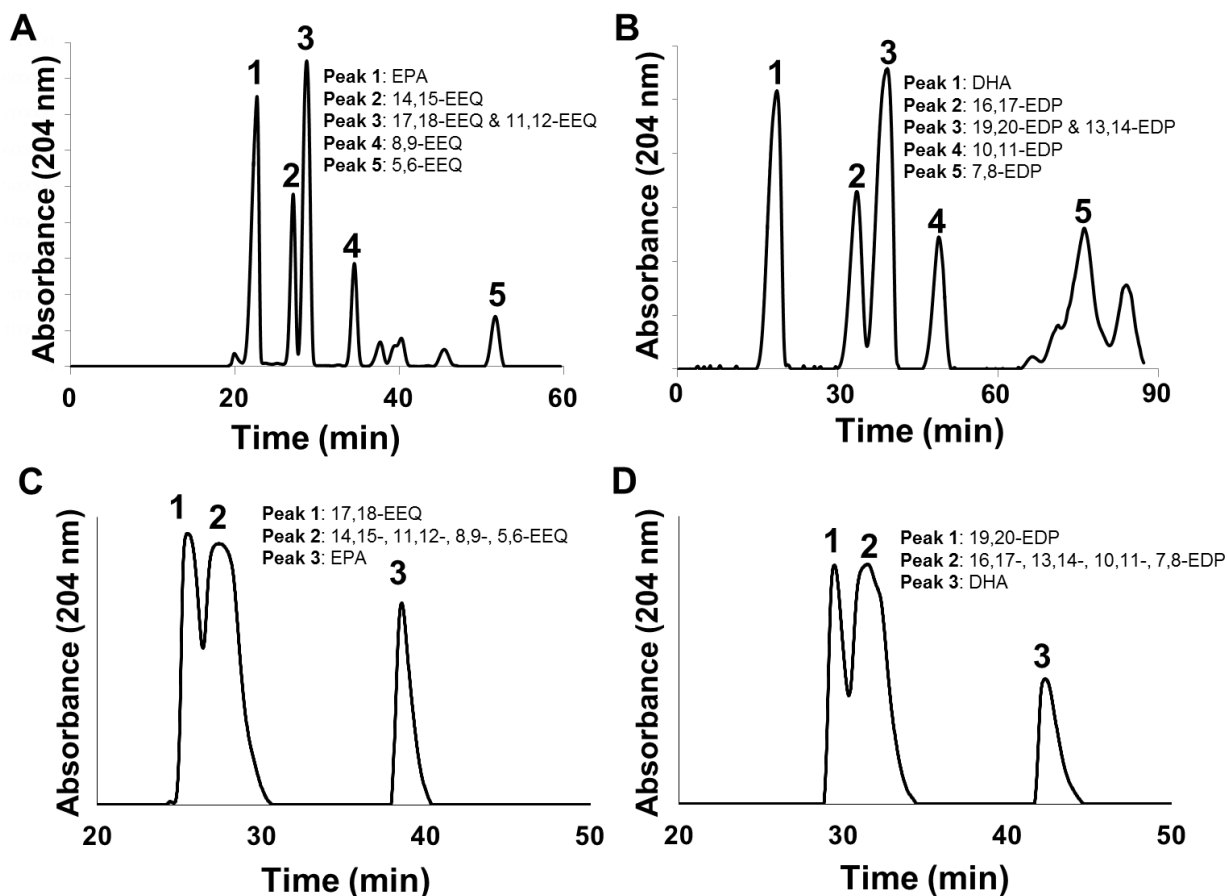 A
Absorbance (204 nm)
1
2
3
4
5
Peak 1: EPA
Peak 2: 14,15-EEQ
Peak 3: 17,18-EEQ & 11,12-EEQ
Peak 4: 8,9-EEQ
Peak 5: 5,6-EEQ
0 20 40 60
Time (min)
B
Absorbance (204 nm)
1
2
3
4
5
Peak 1: DHA
Peak 2: 16,17-EDP
Peak 3: 19,20-EDP & 13,14-EDP
Peak 4: 10,11-EDP
Peak 5: 7,8-EDP
0 30 60 90
Time (min)
C
Absorbance (204 nm)
1
2
3
Peak 1: 17,18-EEQ
Peak 2: 14,15-, 11,12-, 8,9-, 5,6-EEQ
Peak 3: EPA
20 30 40 50
Time (min)
D
Absorbance (204 nm)
1
2
3
Peak 1: 19,20-EDP
Peak 2: 16,17-, 13,14-, 10,11-, 7,8-EDP
Peak 3: DHA
20 30 40 50
Time (min)